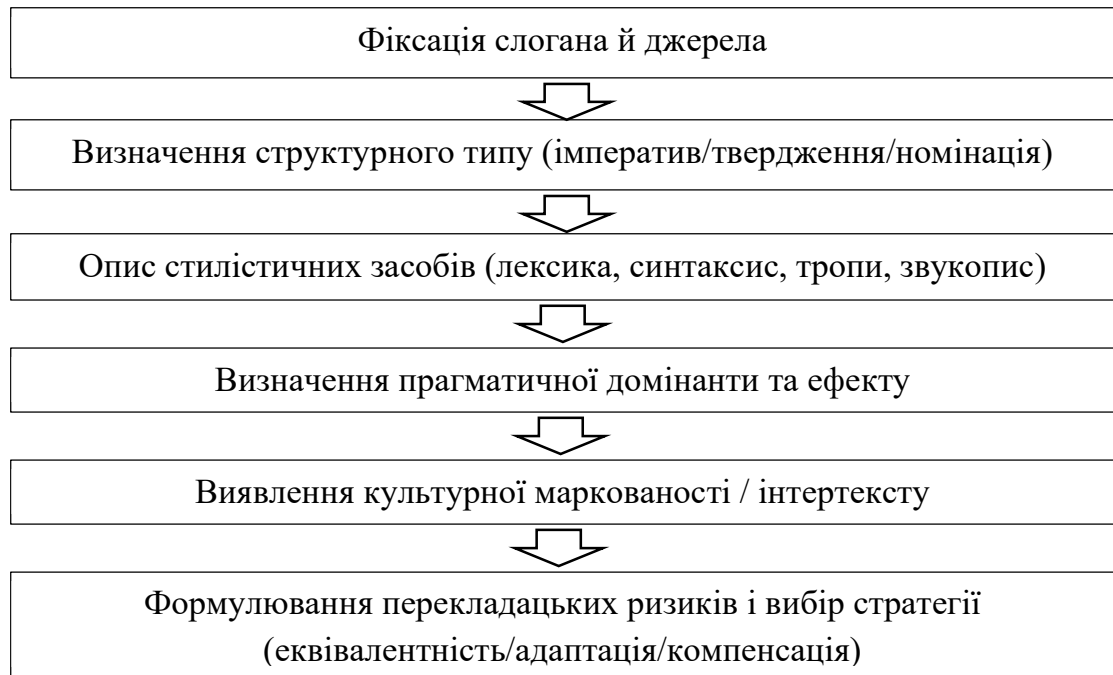 Фіксація слогана й джерела
Визначення структурного типу (імператив/твердження/номінація)
Опис стилістичних засобів (лексика, синтаксис, тропи, звукопис)
Визначення прагматичної домінанти та ефекту
Виявлення культурної маркованості / інтертексту
Формулювання перекладацьких ризиків і вибір стратегії
(еквівалентність/адаптація/компенсація)